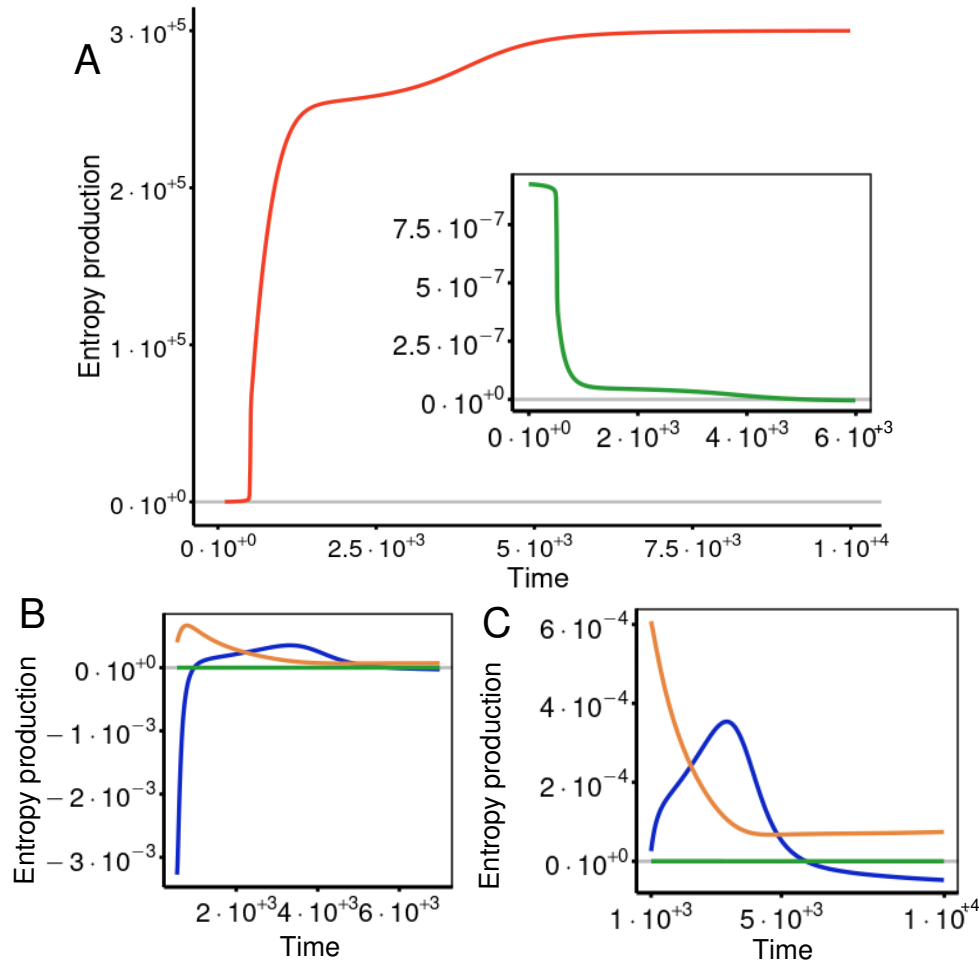 A
Entropy production
3 · 10⁺⁵
2 · 10⁺⁵
1 · 10⁺⁵
0 · 10⁺⁰
0 · 10⁺⁰ 2.5 · 10⁺³ 5 · 10⁺³ 7.5 · 10⁺³ 1 · 10⁺⁴
Time
7.5 · 10⁻⁷
5 · 10⁻⁷
2.5 · 10⁻⁷
0 · 10⁺⁰
0 · 10⁺⁰ 2 · 10⁺³ 4 · 10⁺³ 6 · 10⁺³
B
Entropy production
0 · 10⁺⁰
− 1 · 10⁻³
− 2 · 10⁻³
− 3 · 10⁻³
2 · 10⁺³ 4 · 10⁺³ 6 · 10⁺³
Time
C
Entropy production
6 · 10⁻⁴
4 · 10⁻⁴
2 · 10⁻⁴
0 · 10⁺⁰
1 · 10⁺³ 5 · 10⁺³ 1 · 10⁺⁴
Time